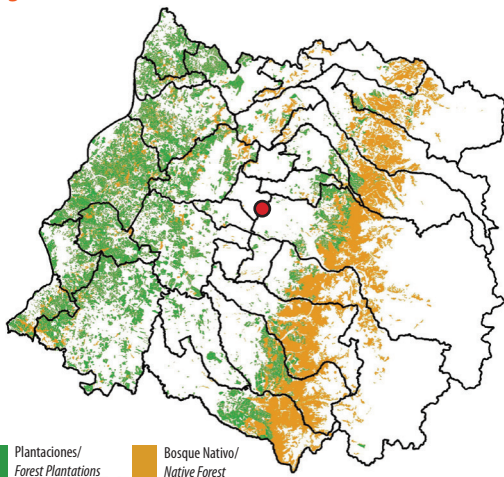 Plantaciones/
Forest Plantations
Bosque Nativo/
Native Forest